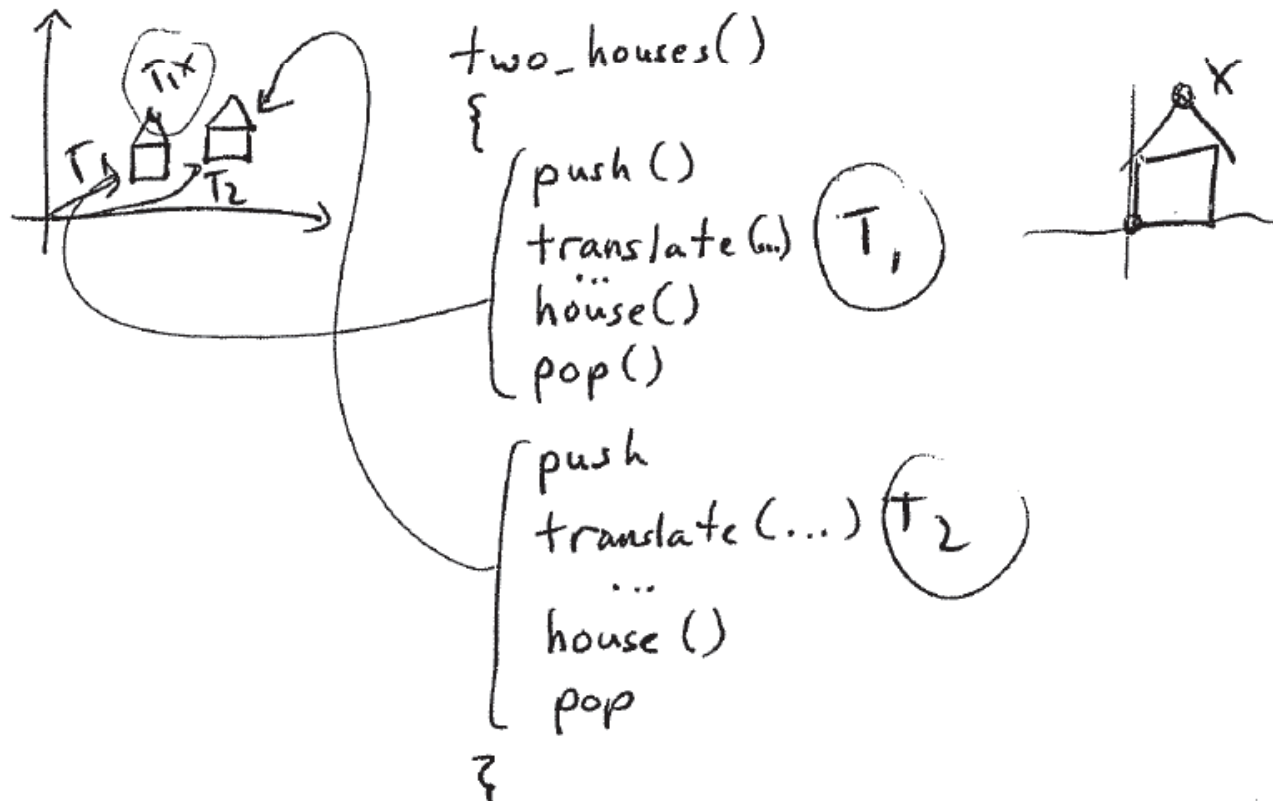 T₁x
T₁
T₂
two_houses()
{
push()
translate(...) T₁
...
house()
pop()
push
translate(...) T₂
...
house()
pop
}
x